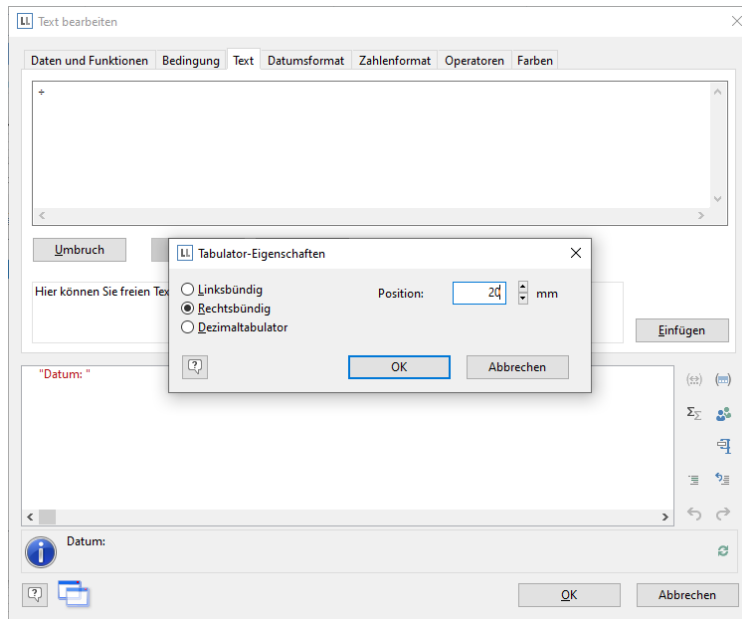 LL Text bearbeiten
Daten und Funktionen Bedingung Text Datumsformat Zahlenformat Operatoren Farben
÷
Umbruch
LL Tabulator-Eigenschaften
Linksbündig
Rechtsbündig
Dezimaltabulator
Position: 20 mm
OK Abbrechen
Hier können Sie freien Tex
Einfügen
"Datum: "
Datum:
OK Abbrechen